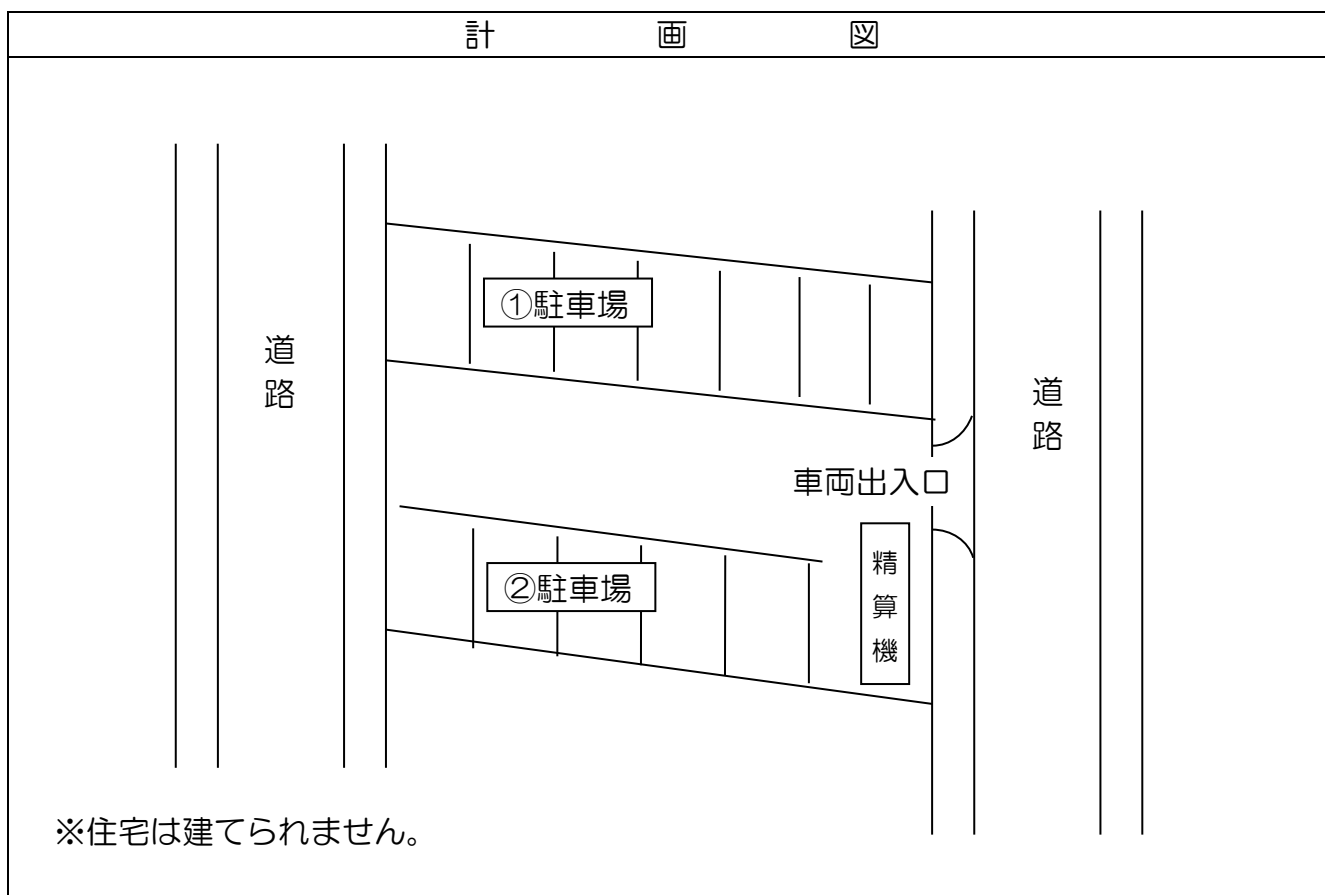 計画図
①駐車場
道路
道路
車両出入口
②駐車場
精算機
※住宅は建てられません。